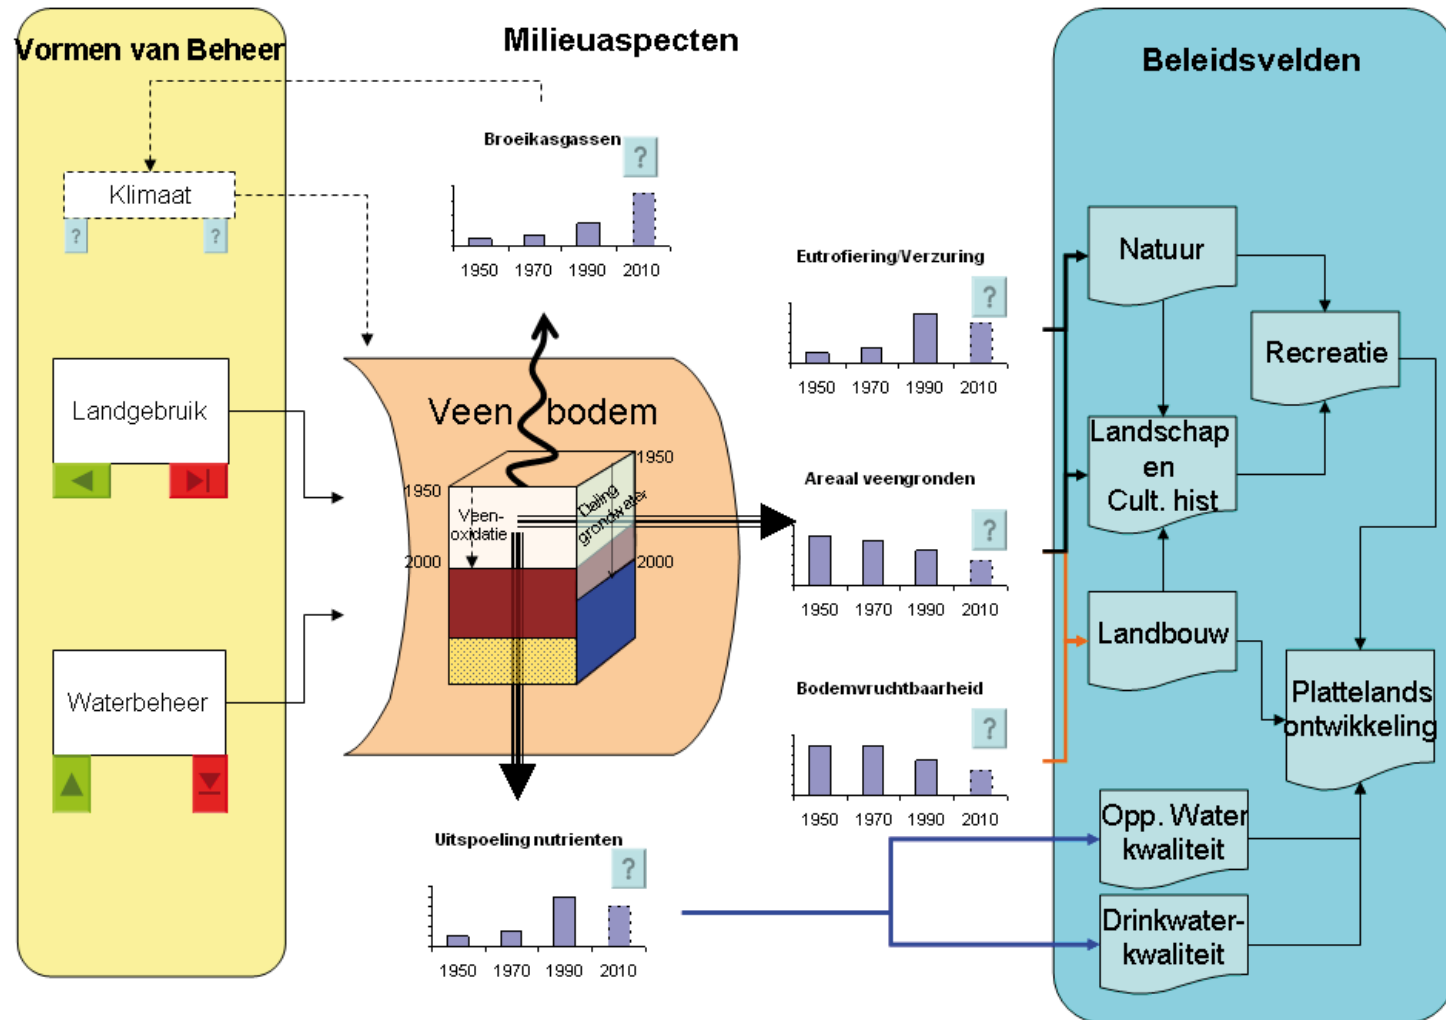 Vormen van Beheer
Milieuaspecten
Beleidsvelden
Klimaat
?
?
Landgebruik
Waterbeheer
Broeikasgassen
?
1950 1970 1990 2010
Veen bodem
1950
1950
Veen-
oxidatie
Daling
grondwater
2000
2000
Uitspoeling nutrienten
?
1950 1970 1990 2010
Eutrofiering/Verzuring
?
1950 1970 1990 2010
Areaal veengronden
?
1950 1970 1990 2010
Bodemvruchtbaarheid
?
1950 1970 1990 2010
Natuur
Recreatie
Landschap
en
Cult. hist
Landbouw
Plattelands
ontwikkeling
Opp. Water
kwaliteit
Drinkwater-
kwaliteit